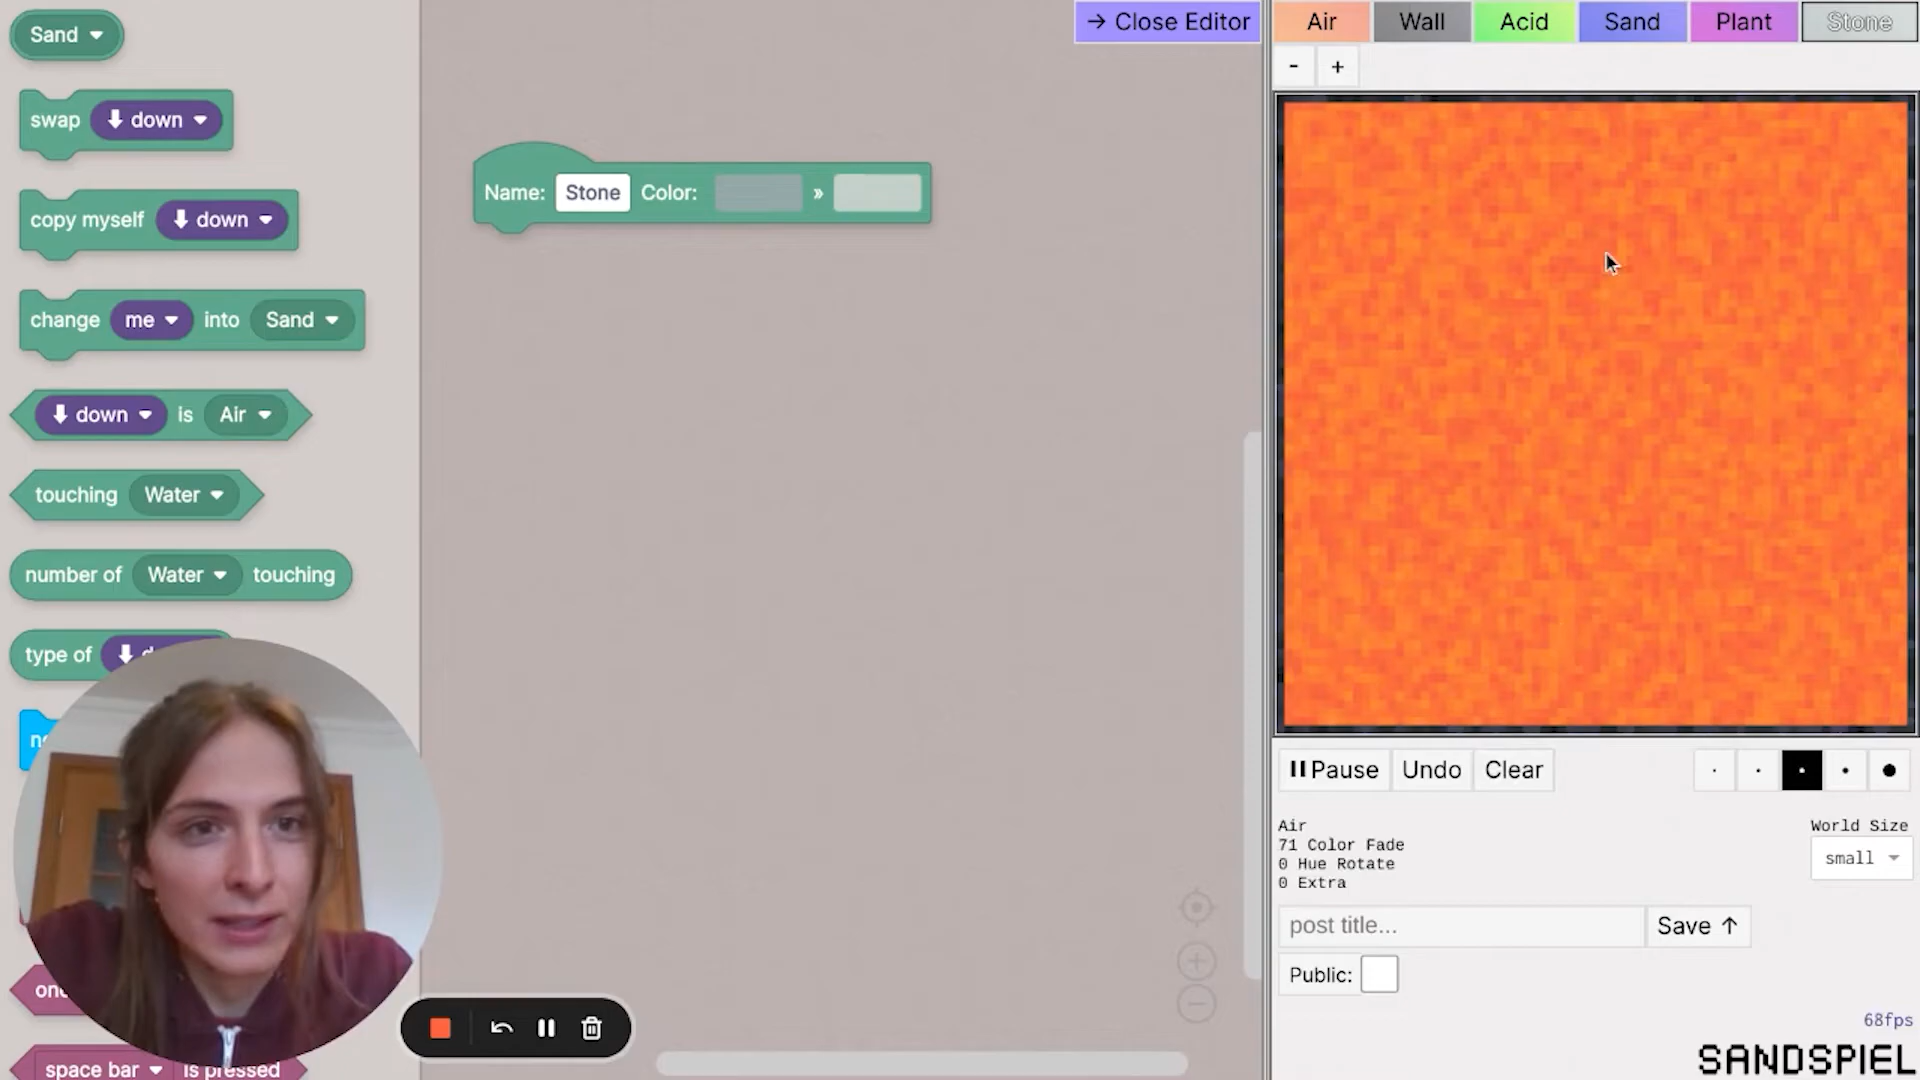 Sand
swap down
copy myself down
change me into Sand
down is Air
touching Water
number of Water touching
type of
space bar is pressed
Name: Stone Color: »
→ Close Editor
Air Wall Acid Sand Plant Stone
- +
Pause Undo Clear
Air
71 Color Fade
0 Hue Rotate
0 Extra
World Size
small
post title...
Save ↑
Public:
68fps
SANDSPIEL